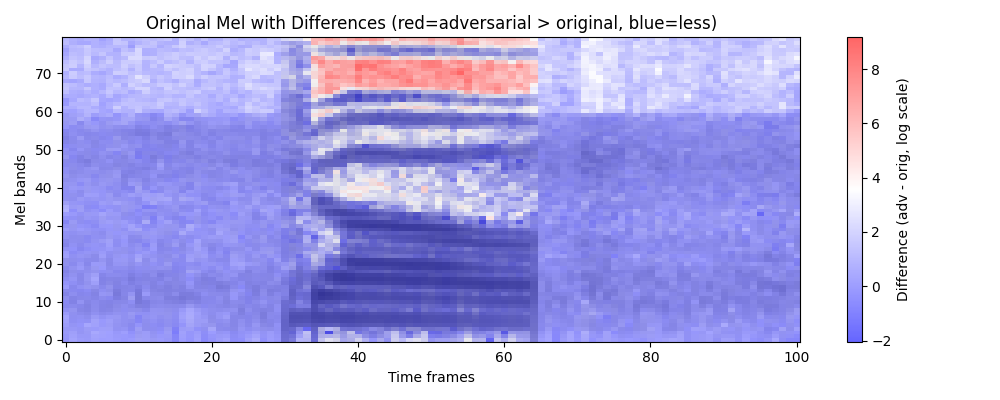 Original Mel with Differences (red=adversarial > original, blue=less)
Mel bands
70
60
50
40
30
20
10
0
0 20 40 60 80 100
Time frames
8
6
4
2
0
−2
Difference (adv - orig, log scale)